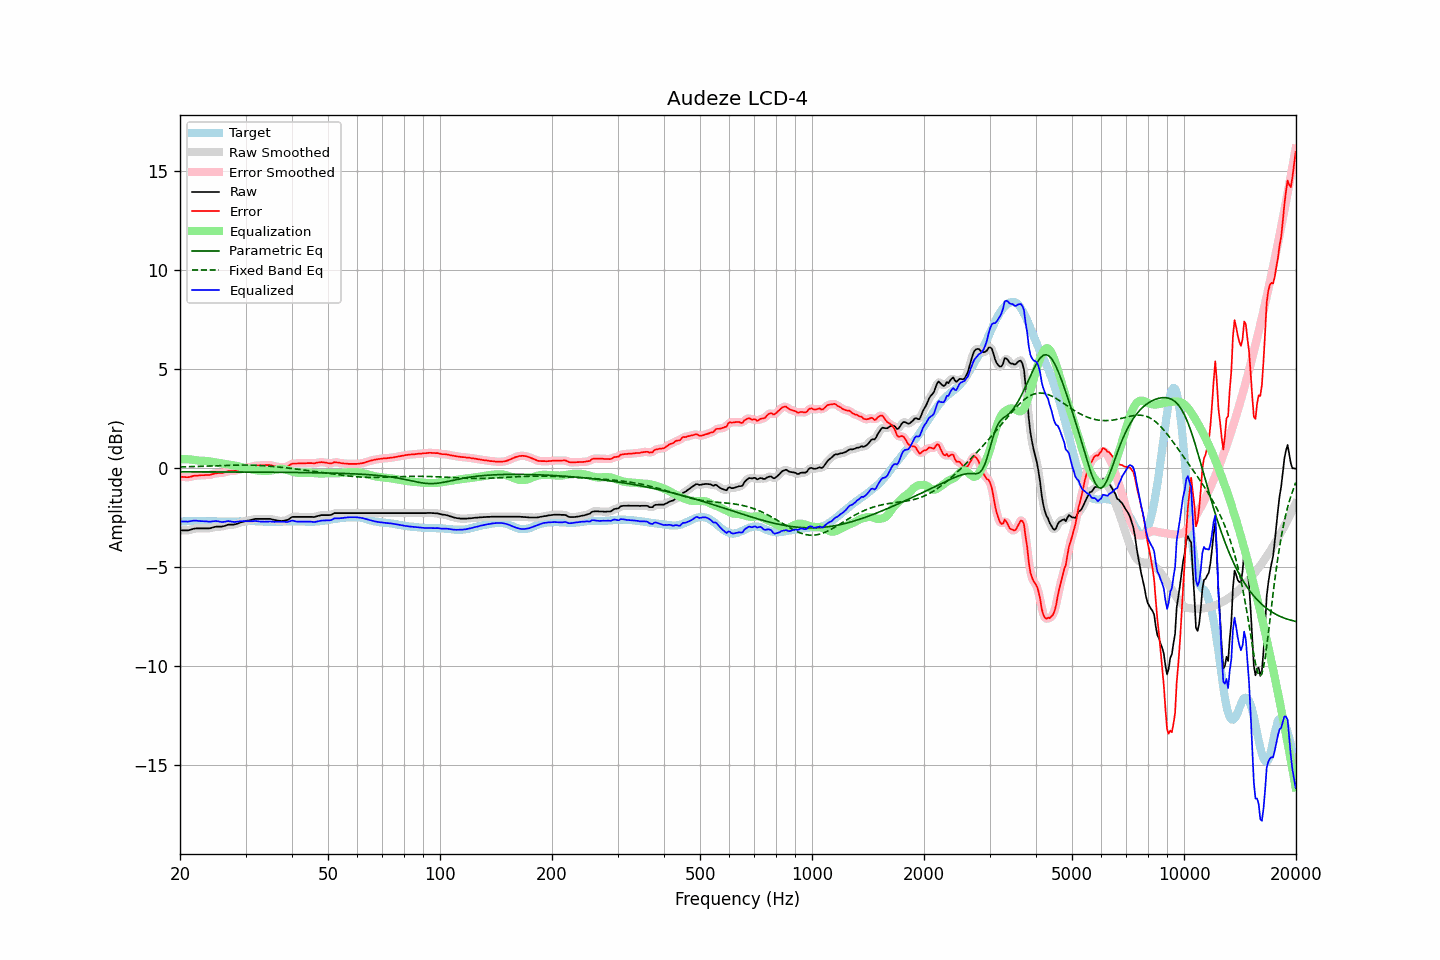 Audeze LCD-4
Target
Raw Smoothed
Error Smoothed
Raw
Error
Equalization
Parametric Eq
Fixed Band Eq
Equalized
15
10
5
0
−5
−10
−15
Amplitude (dBr)
20
50
100
200
500
1000
2000
5000
10000
20000
Frequency (Hz)